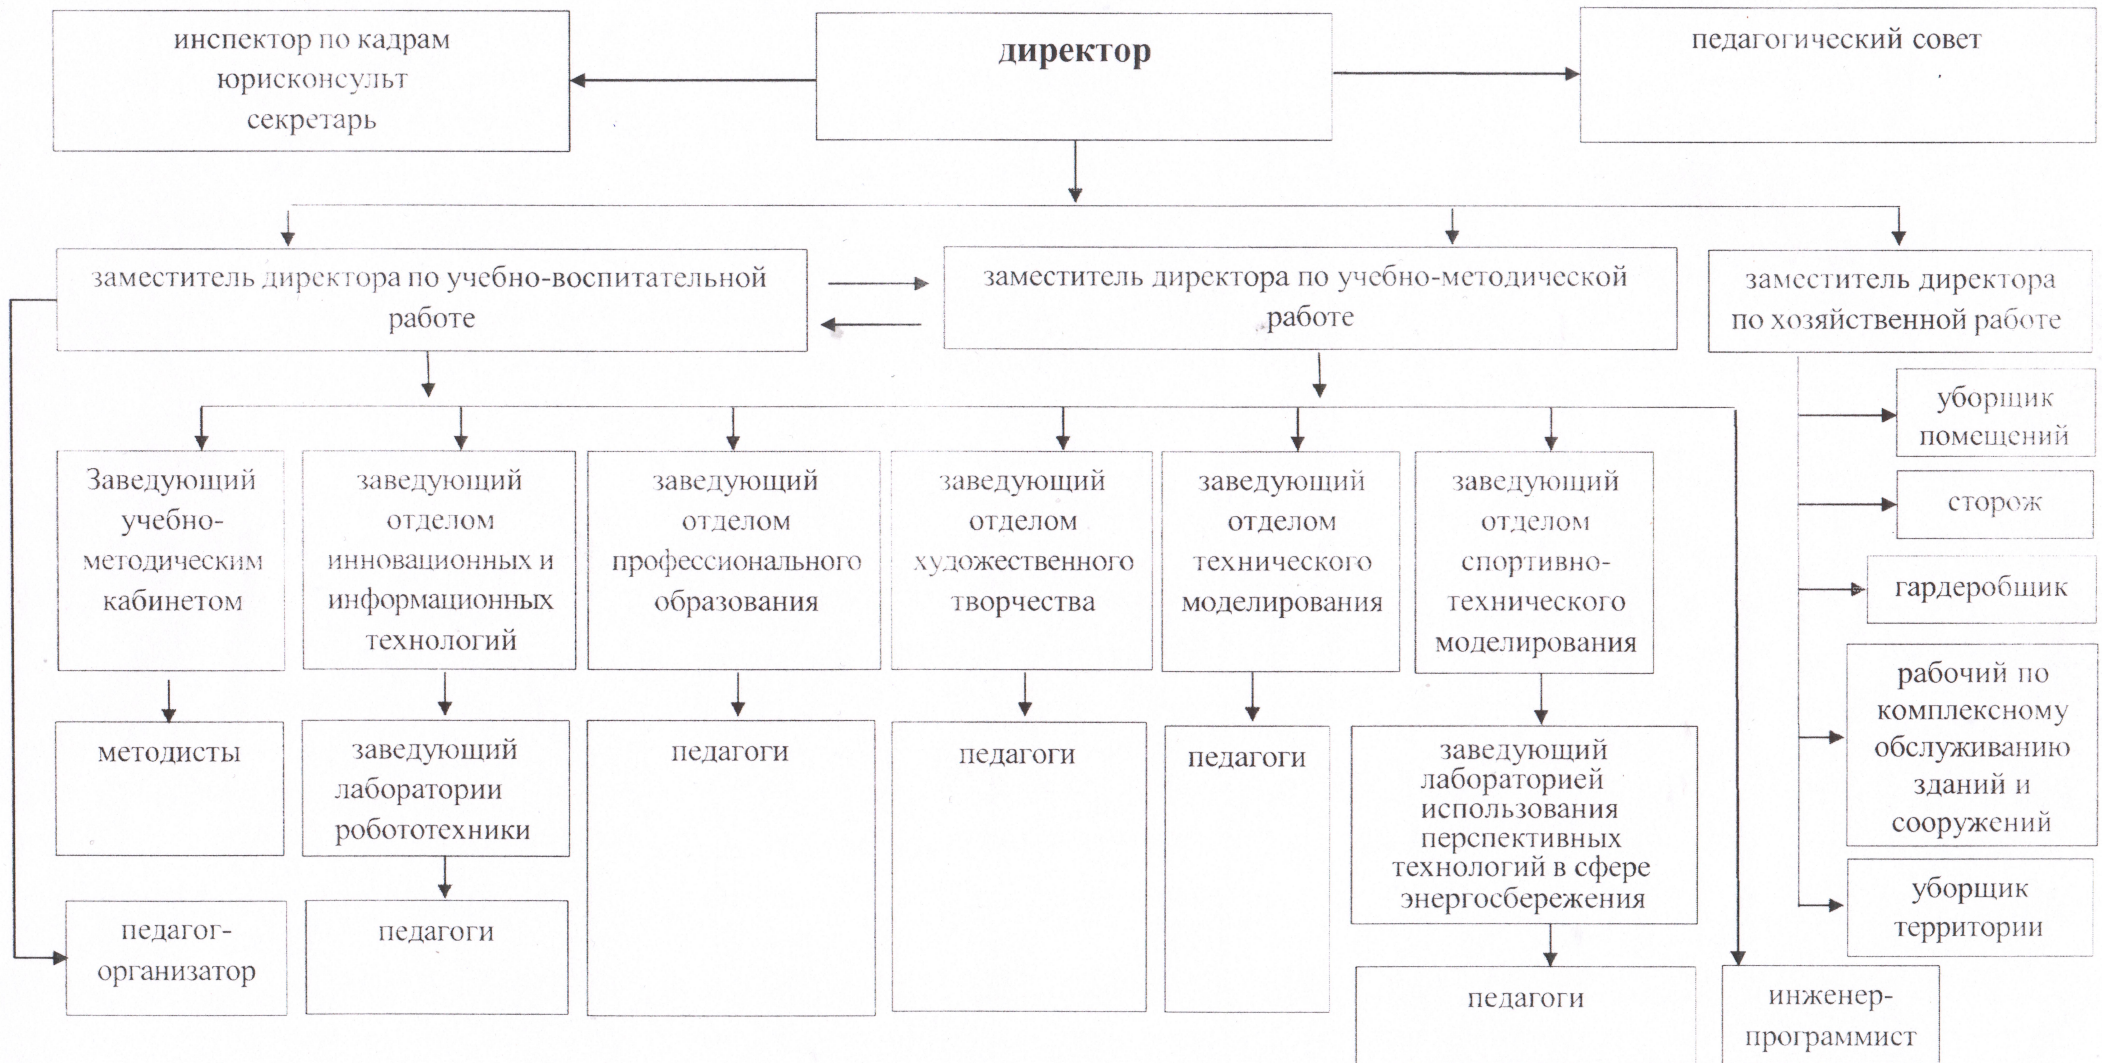 инспектор по кадрам
юрисконсульт
секретарь
директор
педагогический совет
заместитель директора по учебно-воспитательной
работе
заместитель директора по учебно-методической
работе
заместитель директора
по хозяйственной работе
уборщик
помещений
сторож
гардеробщик
рабочий по
комплексному
обслуживанию
зданий и
сооружений
уборщик
территории
Заведующий
учебно-
методическим
кабинетом
заведующий
отделом
инновационных и
информационных
технологий
заведующий
отделом
профессионального
образования
заведующий
отделом
художественного
творчества
заведующий
отделом
технического
моделирования
заведующий
отделом
спортивно-
технического
моделирования
методисты
заведующий
лаборатории
робототехники
педагоги
педагоги
педагоги
заведующий
лабораторией
использования
перспективных
технологий в сфере
энергосбережения
педагог-
организатор
педагоги
педагоги
инженер-
программист